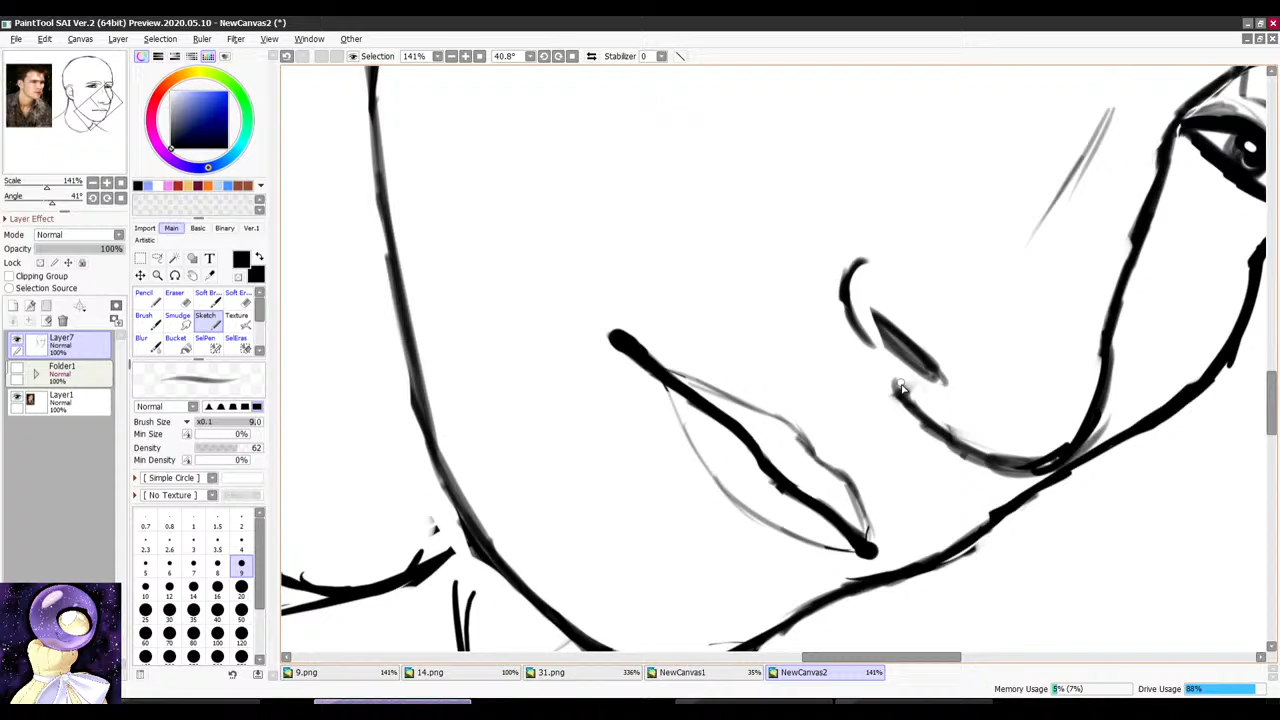 PaintTool SAI Ver.2 (64bit) Preview.2020.05.10 - NewCanvas2 (*)
File Edit Canvas Layer Selection Ruler Filter View Window Other
Selection 141% 40.8° Stabilizer 0
Scale 141%
Angle 41°
Layer Effect
Mode Normal
Opacity 100%
Lock
Clipping Group
Selection Source
Layer7
Normal
100%
Folder1
Normal
100%
Layer1
Normal
100%
Import Main Basic Binary Ver.1
Artistic
T
Pencil Eraser Soft Br... Soft Er...
Brush Smudge Sketch Texture
Blur Bucket SelPen SelEras
Normal
Brush Size x0.1 9.0
Min Size 0%
Density 62
Min Density 0%
[ Simple Circle ]
[ No Texture ]
0.7 0.8 1 1.5 2
2.3 2.6 3 3.5 4
5 6 7 8 9
10 12 14 16 20
25 30 35 40 50
60 70 80 100 120
9.png 141% 14.png 100% 31.png 336% NewCanvas1 35% NewCanvas2 141%
Memory Usage 5% (7%) Drive Usage 88%